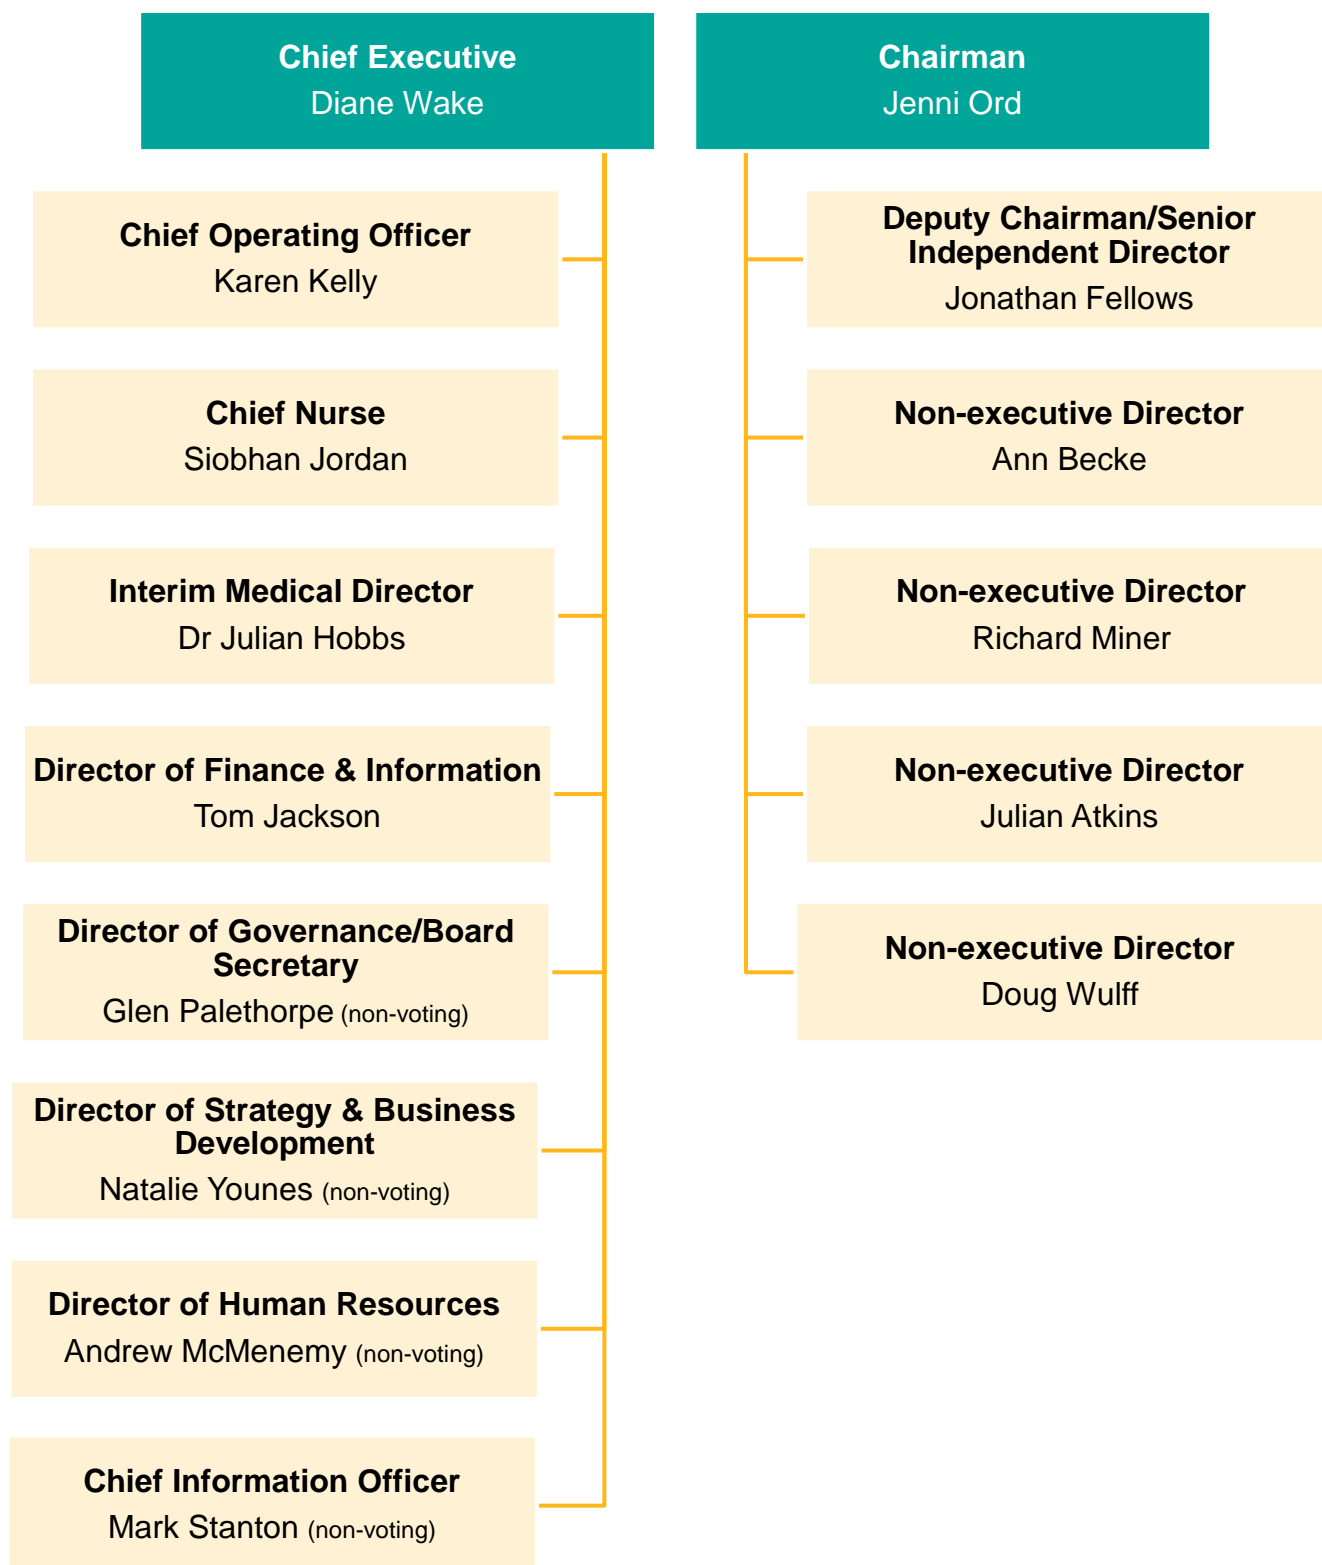 Chief Executive
Diane Wake
Chairman
Jenni Ord
Chief Operating Officer
Karen Kelly
Chief Nurse
Siobhan Jordan
Interim Medical Director
Dr Julian Hobbs
Director of Finance & Information
Tom Jackson
Director of Governance/Board
Secretary
Glen Palethorpe (non-voting)
Director of Strategy & Business
Development
Natalie Younes (non-voting)
Director of Human Resources
Andrew McMenemy (non-voting)
Chief Information Officer
Mark Stanton (non-voting)
Deputy Chairman/Senior
Independent Director
Jonathan Fellows
Non-executive Director
Ann Becke
Non-executive Director
Richard Miner
Non-executive Director
Julian Atkins
Non-executive Director
Doug Wulff